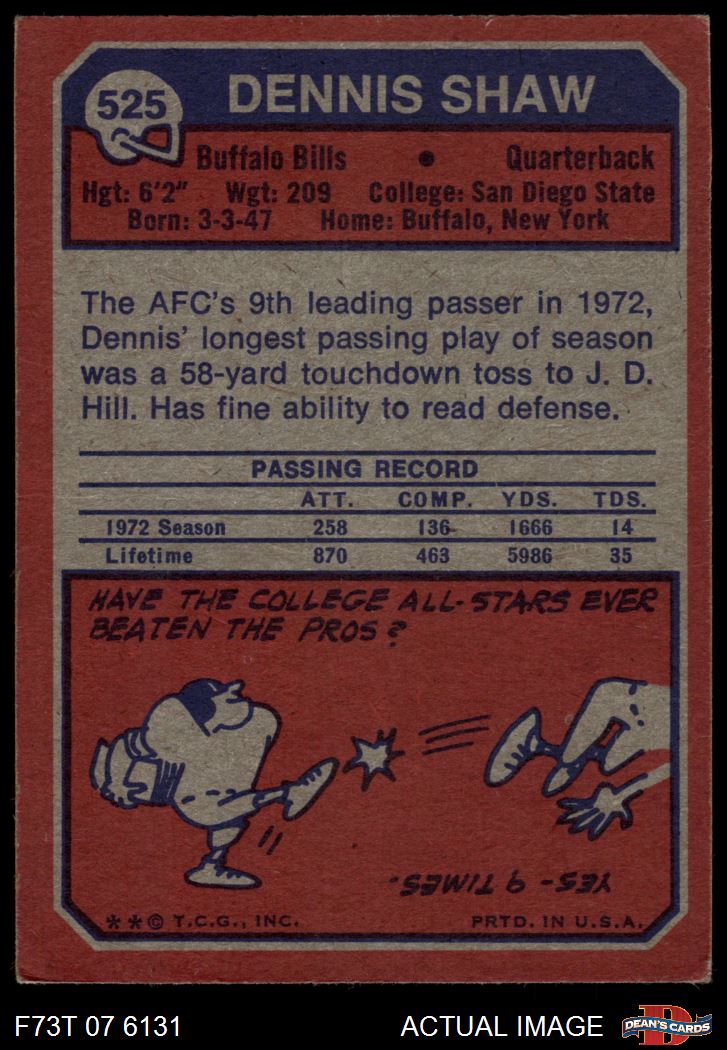 525
DENNIS SHAW
Buffalo Bills • Quarterback
Hgt: 6'2" Wgt: 209 College: San Diego State
Born: 3-3-47 Home: Buffalo, New York
The AFC's 9th leading passer in 1972,
Dennis' longest passing play of season
was a 58-yard touchdown toss to J. D.
Hill. Has fine ability to read defense.
PASSING RECORD
ATT. COMP. YDS. TDS.
1972 Season 258 136 1666 14
Lifetime 870 463 5986 35
HAVE THE COLLEGE ALL-STARS EVER
BEATEN THE PROS?
YES- 9 TIMES.
**© T.C.G., INC. PRTD. IN U.S.A.
F73T 07 6131 ACTUAL IMAGE
D
DEAN'S CARDS